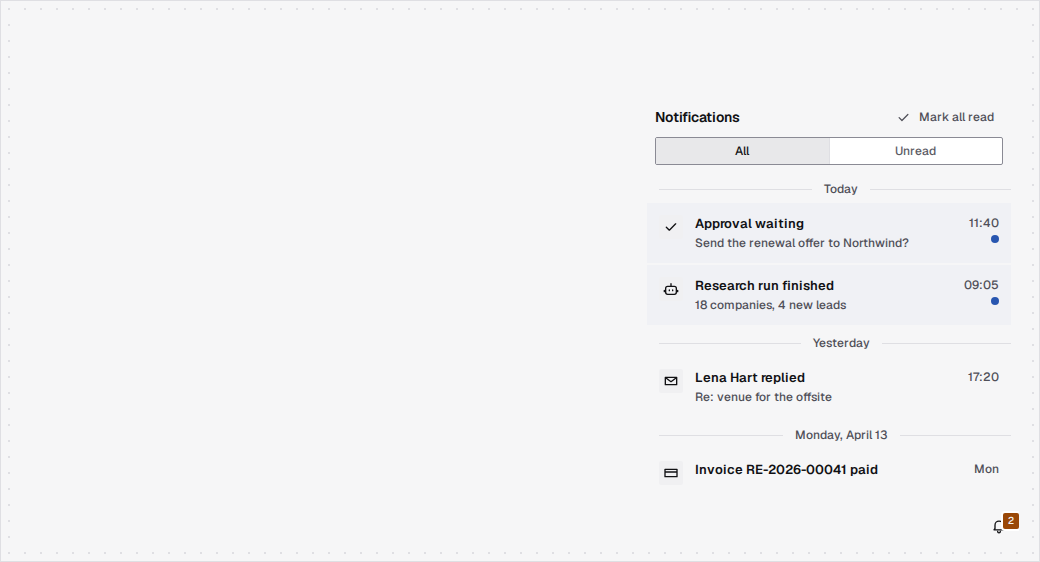 Notifications
Mark all read
All
Unread
Today
Approval waiting
11:40
Send the renewal offer to Northwind?
Research run finished
09:05
18 companies, 4 new leads
Yesterday
Lena Hart replied
17:20
Re: venue for the offsite
Monday, April 13
Invoice RE-2026-00041 paid
Mon
2